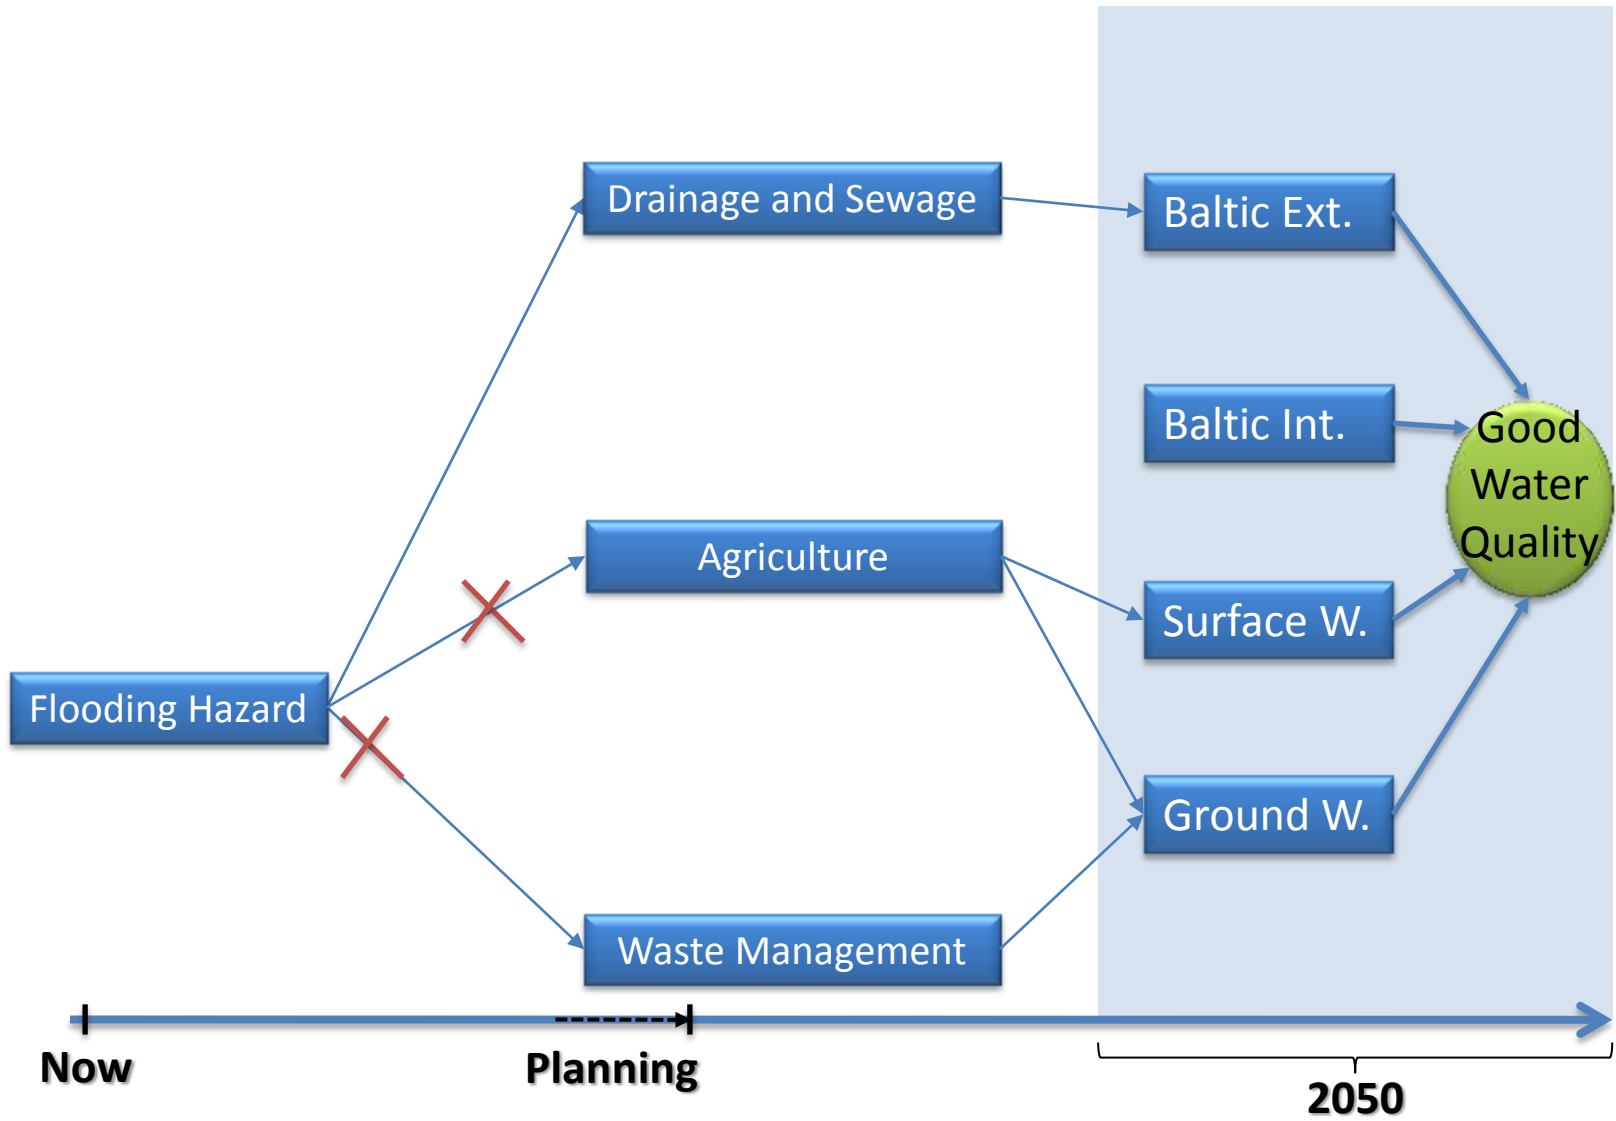 Drainage and Sewage
Baltic Ext.
Baltic Int.
Good
Water
Quality
Agriculture
Surface W.
Flooding Hazard
Ground W.
Waste Management
Now
Planning
2050